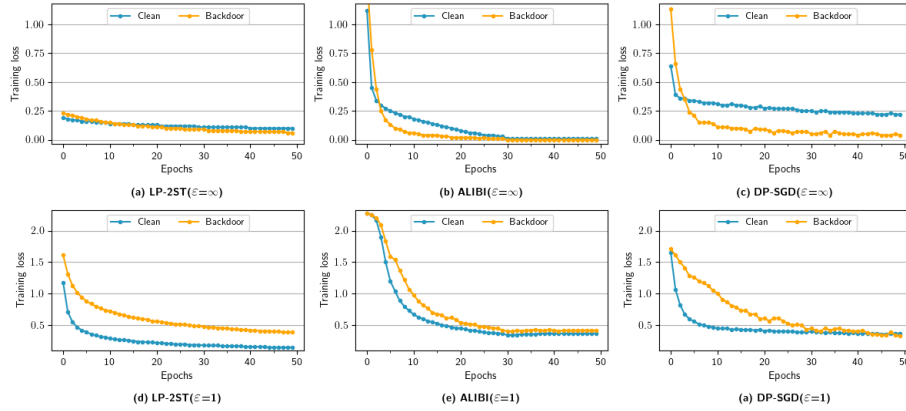 Clean Backdoor Clean Backdoor Clean Backdoor
1.00 1.00 1.00
0.75 0.75 0.75
0.50 0.50 0.50
0.25 0.25 0.25
0.00 0.00 0.00
Training loss Training loss Training loss
0 10 20 30 40 50 0 10 20 30 40 50 0 10 20 30 40 50
Epochs Epochs Epochs
(a) LP-2ST(ε=∞) (b) ALIBI(ε=∞) (c) DP-SGD(ε=∞)
Clean Backdoor Clean Backdoor Clean Backdoor
2.0 2.0 2.0
1.5 1.5 1.5
1.0 1.0 1.0
0.5 0.5 0.5
Training loss Training loss Training loss
0 10 20 30 40 50 0 10 20 30 40 50 0 10 20 30 40 50
Epochs Epochs Epochs
(d) LP-2ST(ε=1) (e) ALIBI(ε=1) (a) DP-SGD(ε=1)